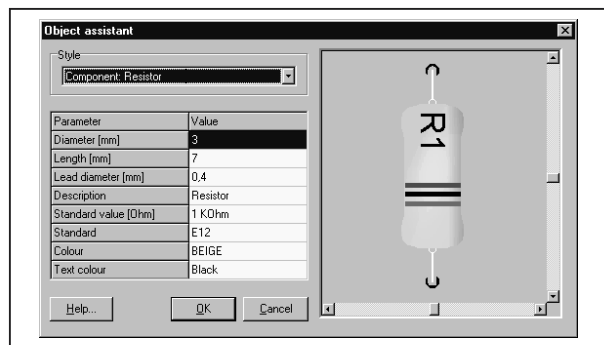 Object assistant
Style
Component: Resistor
Parameter Value
Diameter [mm] 3
Length [mm] 7
Lead diameter [mm] 0,4
Description Resistor
Standard value [Ohm] 1 KOhm
Standard E12
Colour BEIGE
Text colour Black
Help... OK Cancel
R1